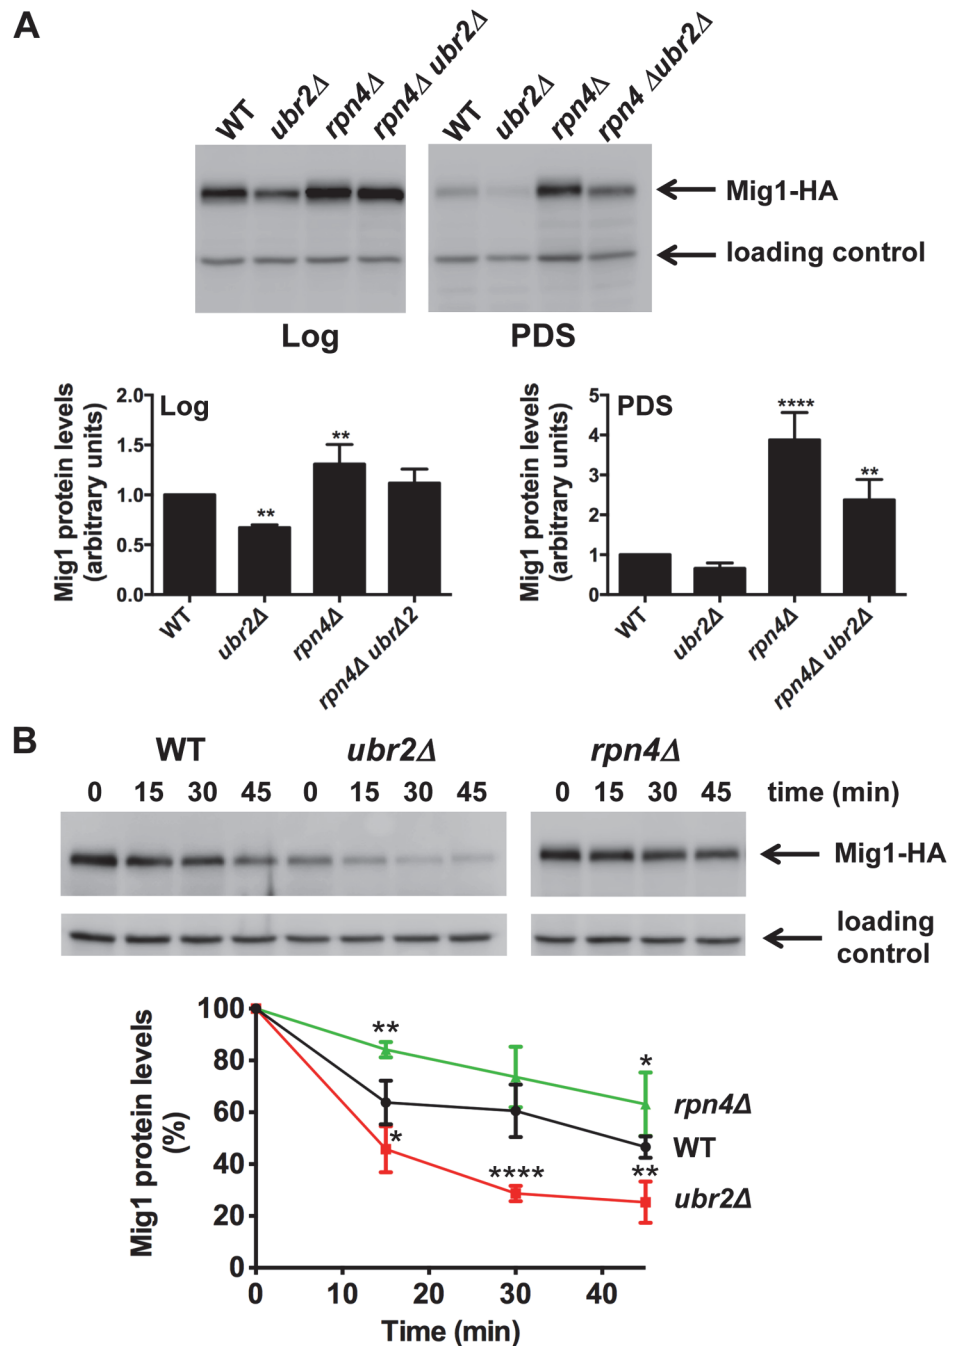 A
WT ubr2Δ rpn4Δ rpn4Δ ubr2Δ WT ubr2Δ rpn4Δ rpn4 Δubr2Δ
Mig1-HA
loading control
Log PDS
Mig1 protein levels
(arbitrary units)
2.0
1.5
1.0
0.5
0.0
Log
**
**
WT ubr2Δ rpn4Δ rpn4Δ ubrΔ2
Mig1 protein levels
(arbitrary units)
5
4
3
2
1
0
PDS
****
**
WT ubr2Δ rpn4Δ rpn4Δ ubr2Δ
B
WT ubr2Δ rpn4Δ
0 15 30 45 0 15 30 45 0 15 30 45 time (min)
Mig1-HA
loading
control
Mig1 protein levels
(%)
100
80
60
40
20
0
**
*
*
****
**
rpn4Δ
WT
ubr2Δ
0 10 20 30 40
Time (min)